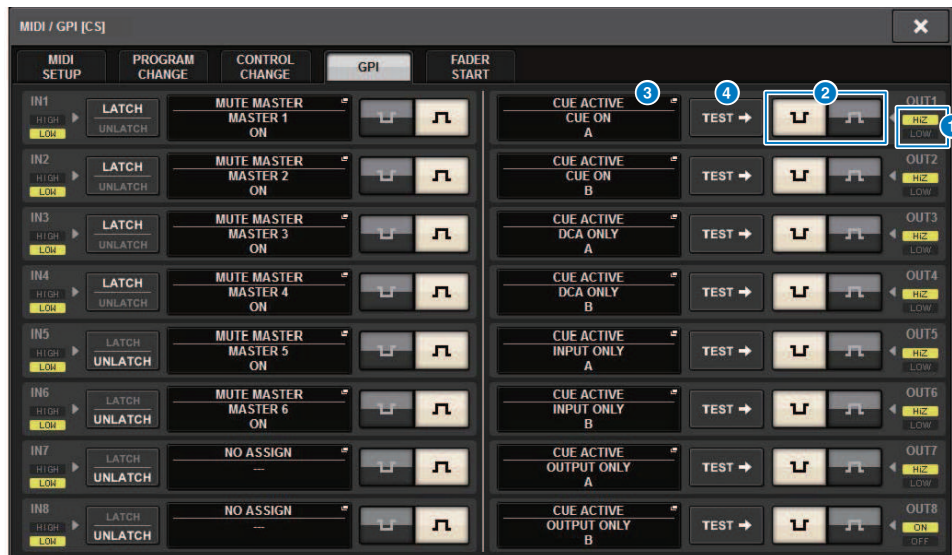 MIDI / GPI [CS]
MIDI SETUP
PROGRAM CHANGE
CONTROL CHANGE
GPI
FADER START
IN1
HIGH
LOW
LATCH
UNLATCH
MUTE MASTER
MASTER 1
ON
CUE ACTIVE
CUE ON
A
3
4
TEST
2
OUT1
HiZ
LOW
1
IN2
HIGH
LOW
LATCH
UNLATCH
MUTE MASTER
MASTER 2
ON
CUE ACTIVE
CUE ON
B
TEST
OUT2
HiZ
LOW
IN3
HIGH
LOW
LATCH
UNLATCH
MUTE MASTER
MASTER 3
ON
CUE ACTIVE
DCA ONLY
A
TEST
OUT3
HiZ
LOW
IN4
HIGH
LOW
LATCH
UNLATCH
MUTE MASTER
MASTER 4
ON
CUE ACTIVE
DCA ONLY
B
TEST
OUT4
HiZ
LOW
IN5
HIGH
LOW
LATCH
UNLATCH
MUTE MASTER
MASTER 5
ON
CUE ACTIVE
INPUT ONLY
A
TEST
OUT5
HiZ
LOW
IN6
HIGH
LOW
LATCH
UNLATCH
MUTE MASTER
MASTER 6
ON
CUE ACTIVE
INPUT ONLY
B
TEST
OUT6
HiZ
LOW
IN7
HIGH
LOW
LATCH
UNLATCH
NO ASSIGN
---
CUE ACTIVE
OUTPUT ONLY
A
TEST
OUT7
HiZ
LOW
IN8
HIGH
LOW
LATCH
UNLATCH
NO ASSIGN
---
CUE ACTIVE
OUTPUT ONLY
B
TEST
OUT8
ON
OFF